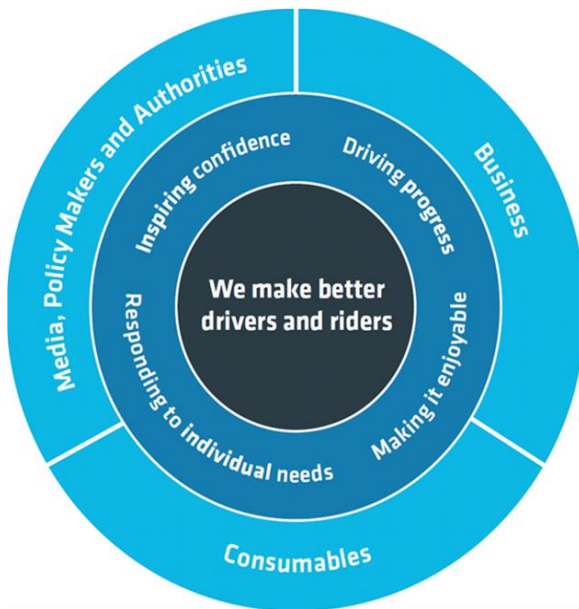 Media, Policy Makers and Authorities
Business
Inspiring confidence
Driving progress
We make better
drivers and riders
Responding to individual needs
Making it enjoyable
Consumables